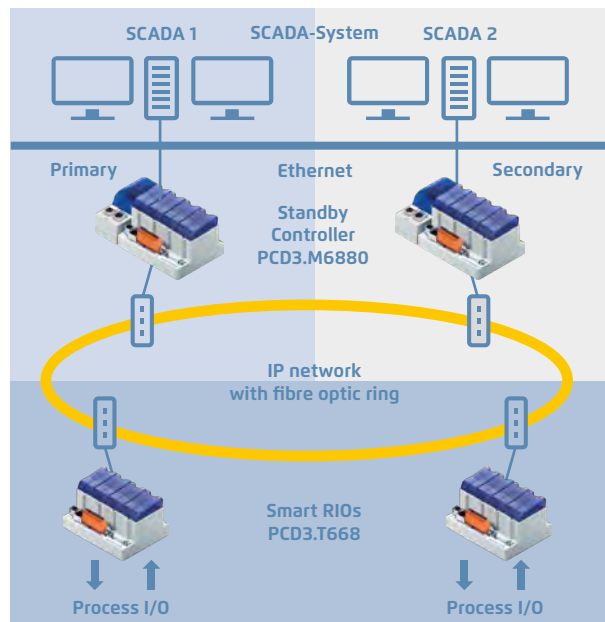 SCADA 1
SCADA-System
SCADA 2
Primary
Ethernet
Secondary
Standby
Controller
PCD3.M6880
IP network
with fibre optic ring
Smart RIOs
PCD3.T668
Process I/O
Process I/O